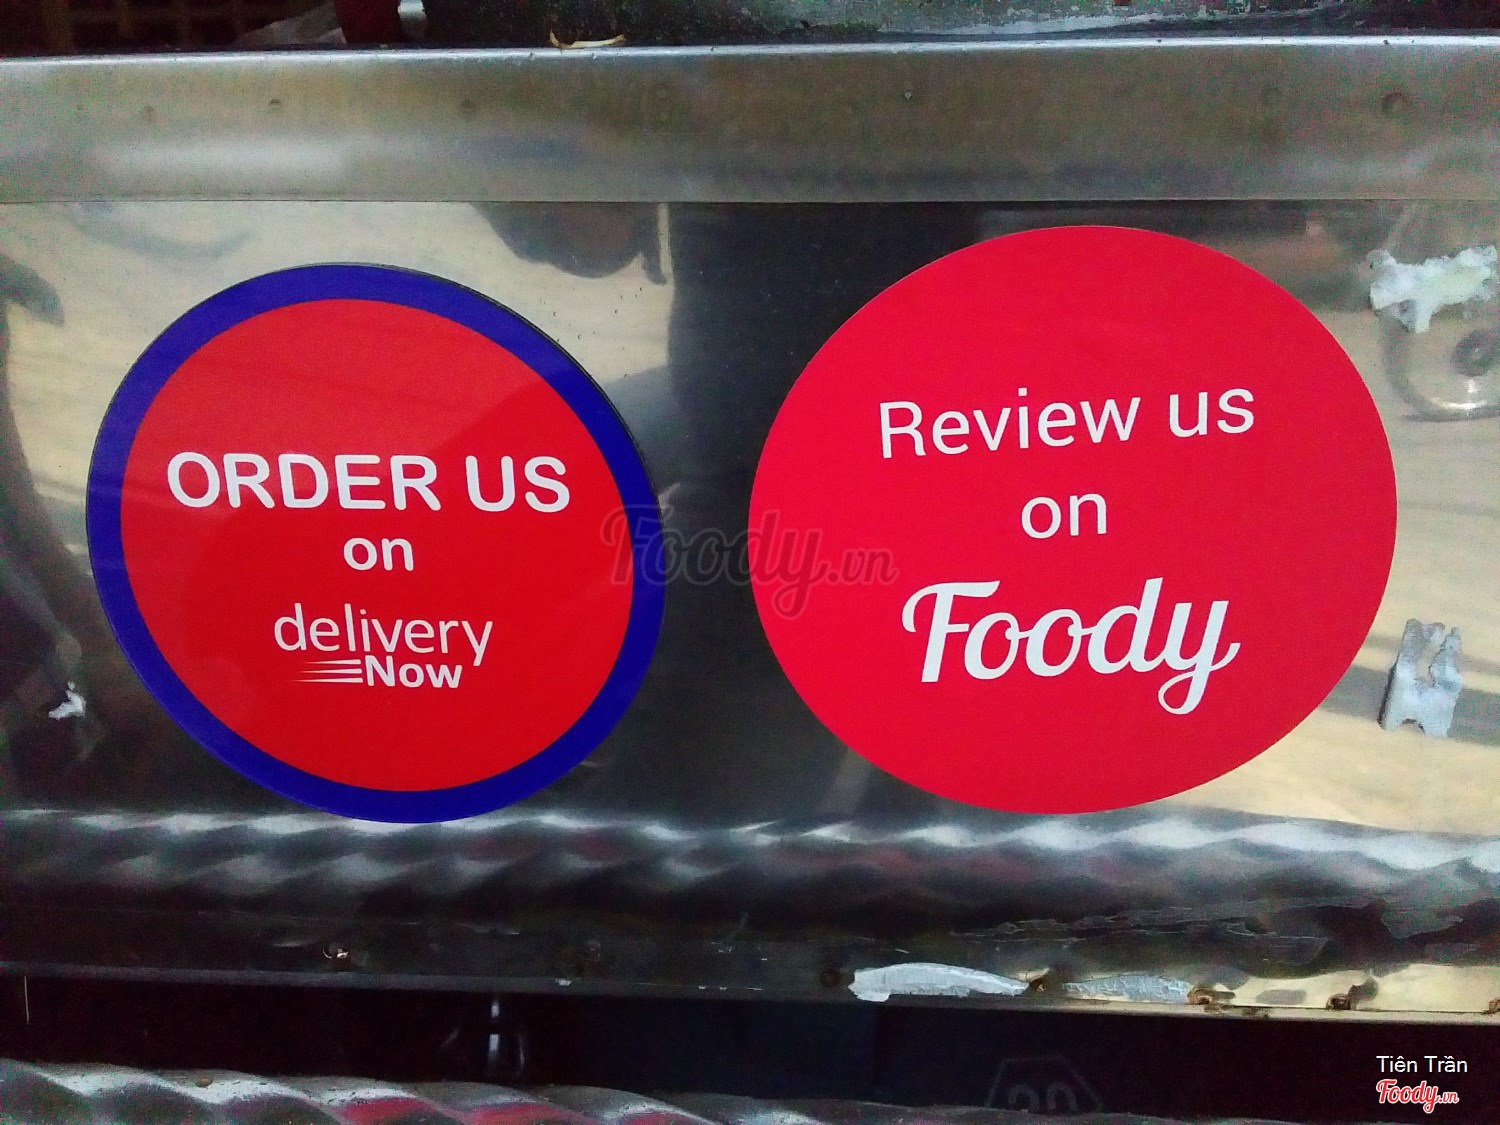 ORDER US
on
delivery
Now
Review us
on
Foody
Foody.vn
Tiên Trần
Foody.vn